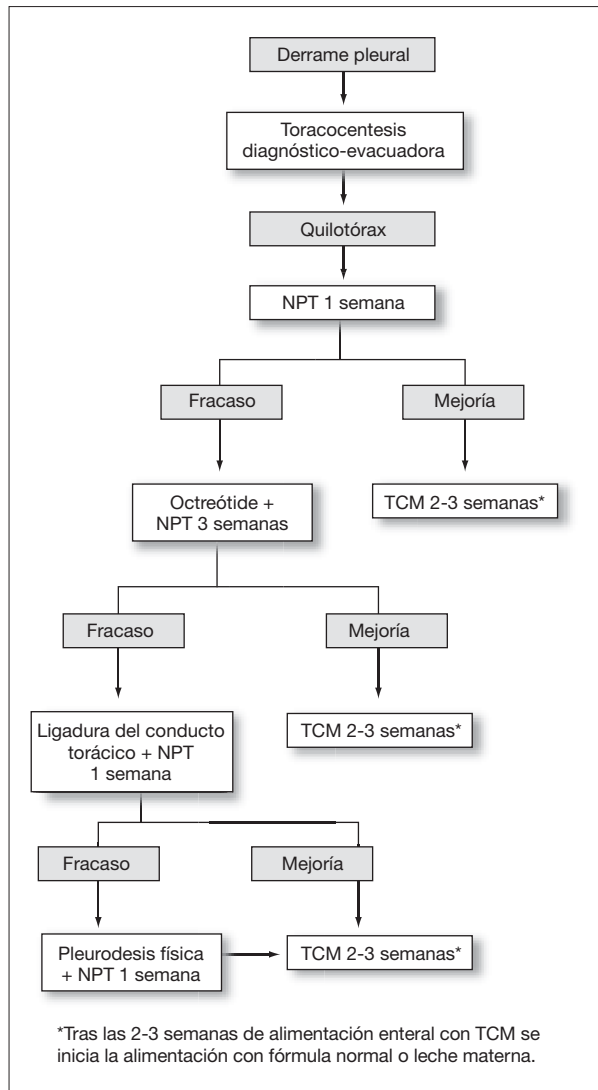 Derrame pleural
Toracocentesis
diagnóstico-evacuadora
Quilotórax
NPT 1 semana
Fracaso
Mejoría
Octreótide +
NPT 3 semanas
TCM 2-3 semanas*
Fracaso
Mejoría
Ligadura del conducto
torácico + NPT
1 semana
TCM 2-3 semanas*
Fracaso
Mejoría
Pleurodesis física
+ NPT 1 semana
TCM 2-3 semanas*
*Tras las 2-3 semanas de alimentación enteral con TCM se
inicia la alimentación con fórmula normal o leche materna.